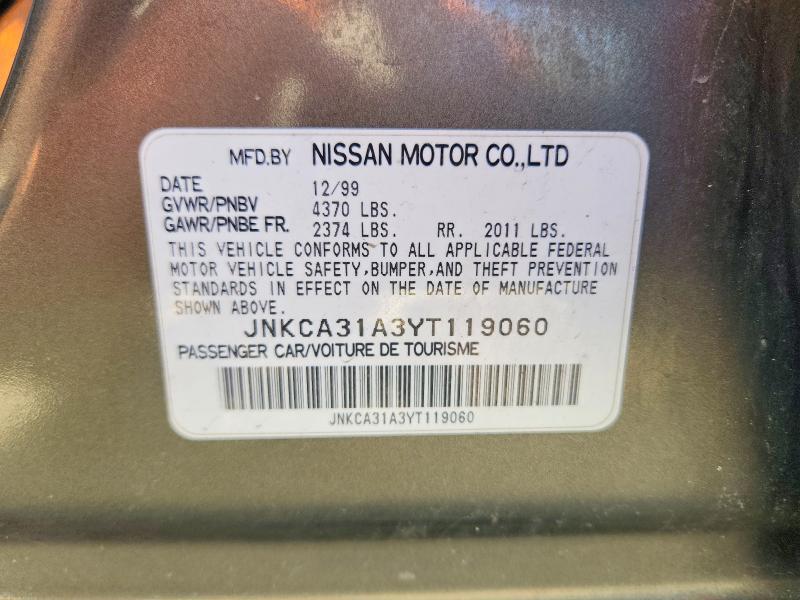 MFD.BY NISSAN MOTOR CO.,LTD
DATE 12/99
GVWR/PNBV 4370 LBS.
GAWR/PNBE FR. 2374 LBS. RR. 2011 LBS.
THIS VEHICLE CONFORMS TO ALL APPLICABLE FEDERAL
MOTOR VEHICLE SAFETY,BUMPER,AND THEFT PREVENTION
STANDARDS IN EFFECT ON THE DATE OF MANUFACTURE
SHOWN ABOVE.
JNKCA31A3YT119060
PASSENGER CAR/VOITURE DE TOURISME
JNKCA31A3YT119060